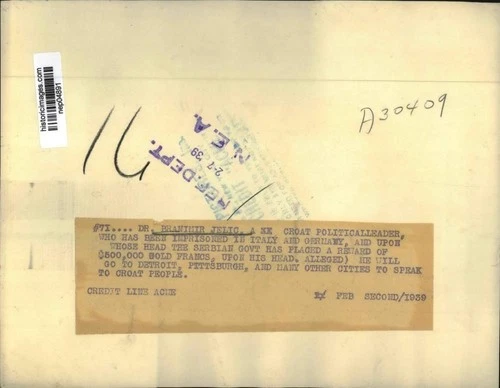 historicimages.com
nep04891
A30409
16
REF. DEPT.
2-7-'39
N.E.A.
#71.... DR. BRANIMIR JELIC, A XX CROAT POLITICALLEADER,
WHO HAS BEEN IMPRISONED IN ITALY AND GERMANY, AND UPON
WHOSE HEAD THE SERBIAN GOVT HAS PLACED A REWARD OF
$500,000 GOLD FRANCS, UPON HIS HEAD. ALLEGED) HE WILL
GO TO DETROIT, PITTSBURGH, AND MANY OTHER CITIES TO SPEAK
TO CROAT PEOPLE.
CREDIT LINE ACME FEB SECOND/1939